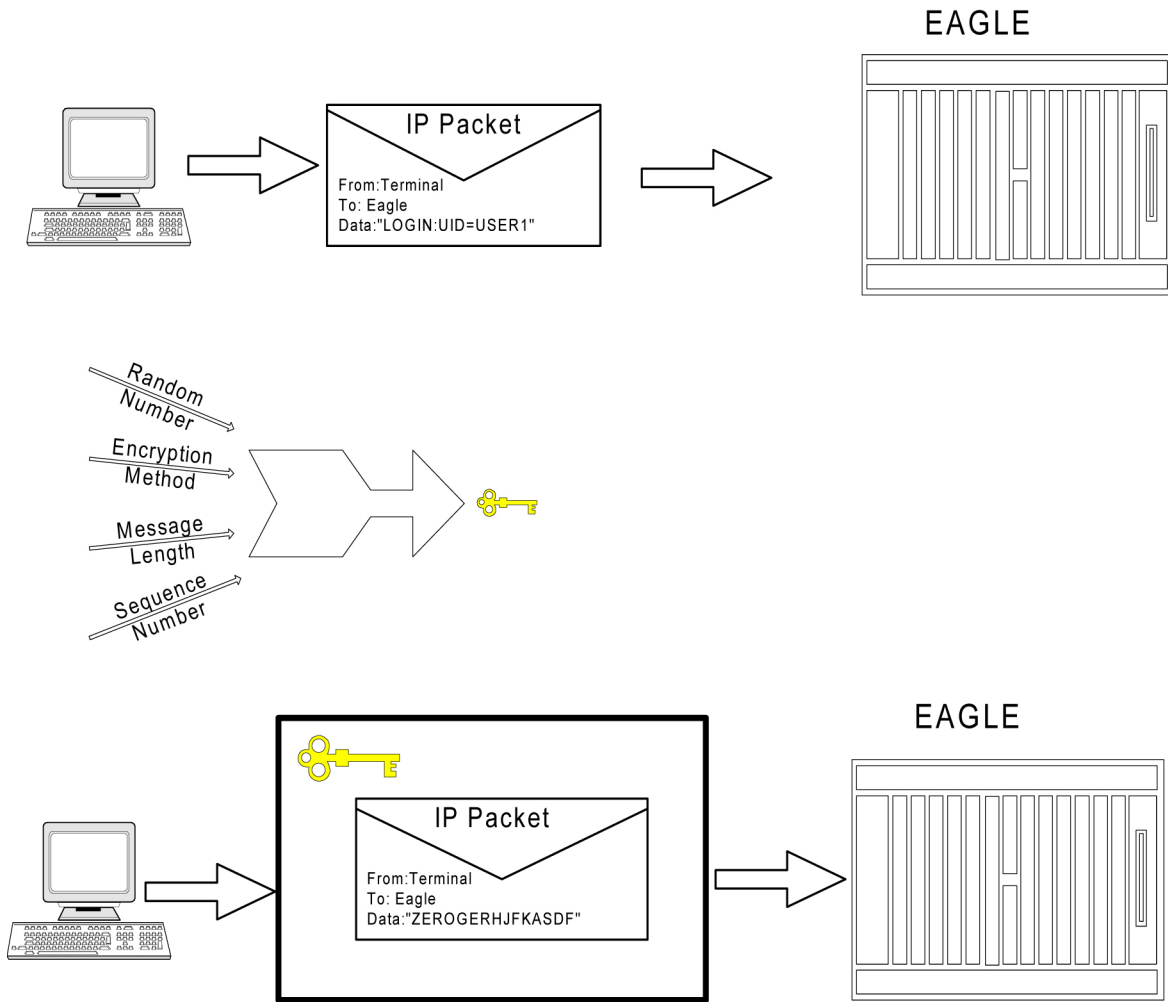 EAGLE
IP Packet
From:Terminal
To: Eagle
Data:"LOGIN:UID=USER1"
Random
Number
Encryption
Method
Message
Length
Sequence
Number
EAGLE
IP Packet
From:Terminal
To: Eagle
Data:"ZEROGERHJFKASDF"